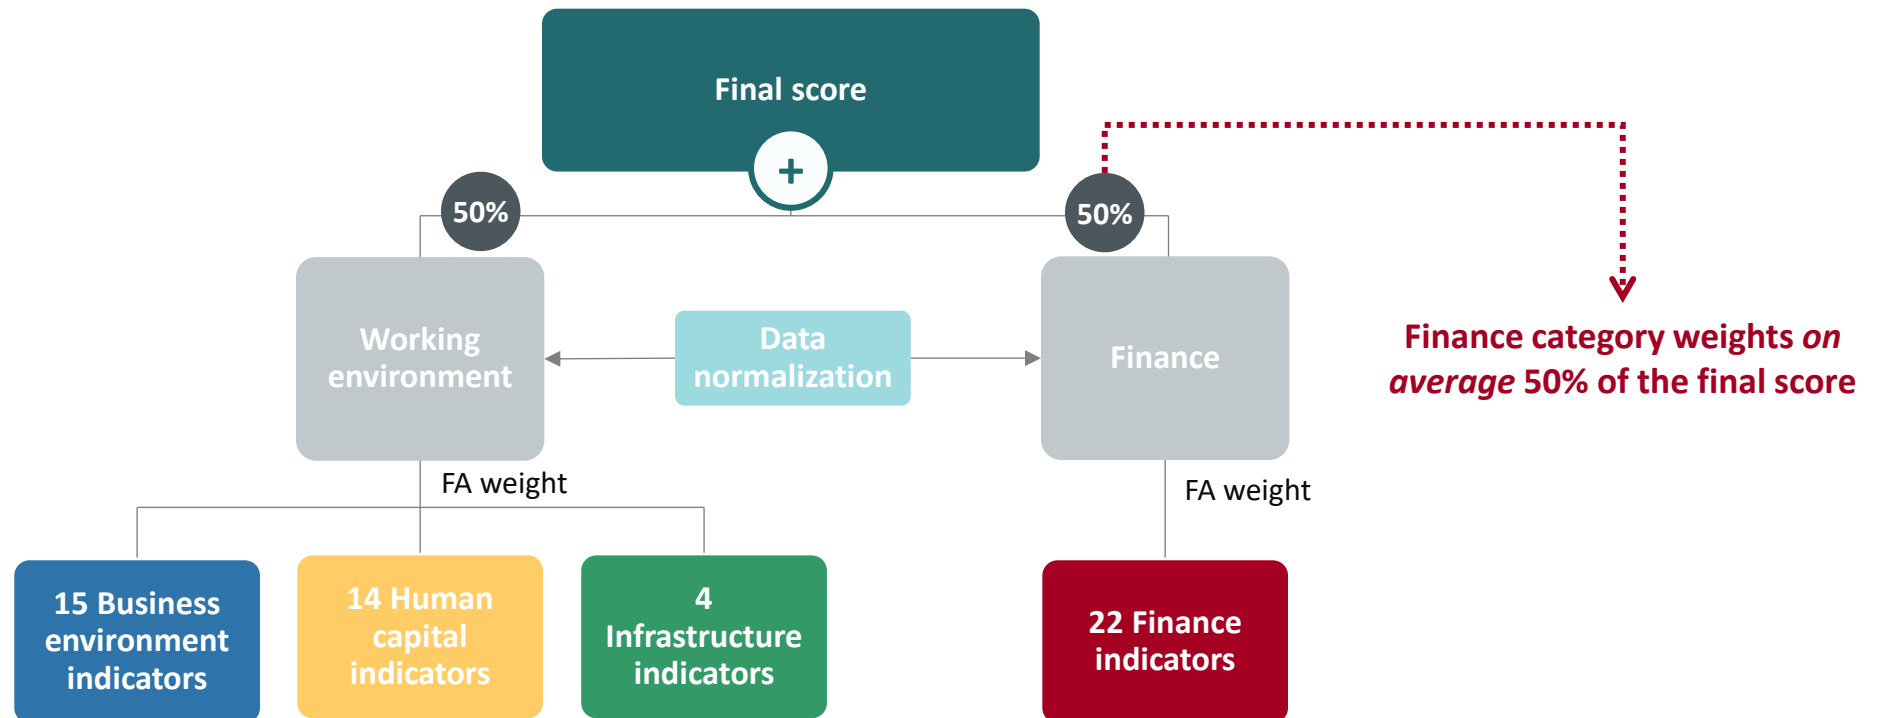 Final score
+
50%
50%
Working
environment
Data
normalization
Finance
Finance category weights on
average 50% of the final score
FA weight
FA weight
15 Business
environment
indicators
14 Human
capital
indicators
4
Infrastructure
indicators
22 Finance
indicators